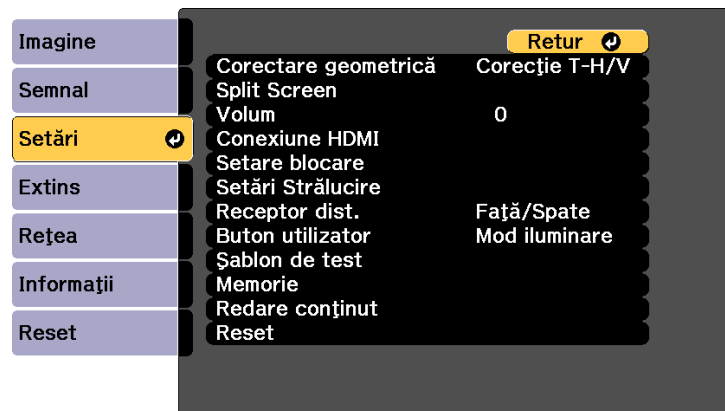 Imagine
Semnal
Setări
Extins
Reţea
Informaţii
Reset
Retur
Corectare geometrică Corecţie T-H/V
Split Screen
Volum 0
Conexiune HDMI
Setare blocare
Setări Strălucire
Receptor dist. Faţă/Spate
Buton utilizator Mod iluminare
Şablon de test
Memorie
Redare conţinut
Reset